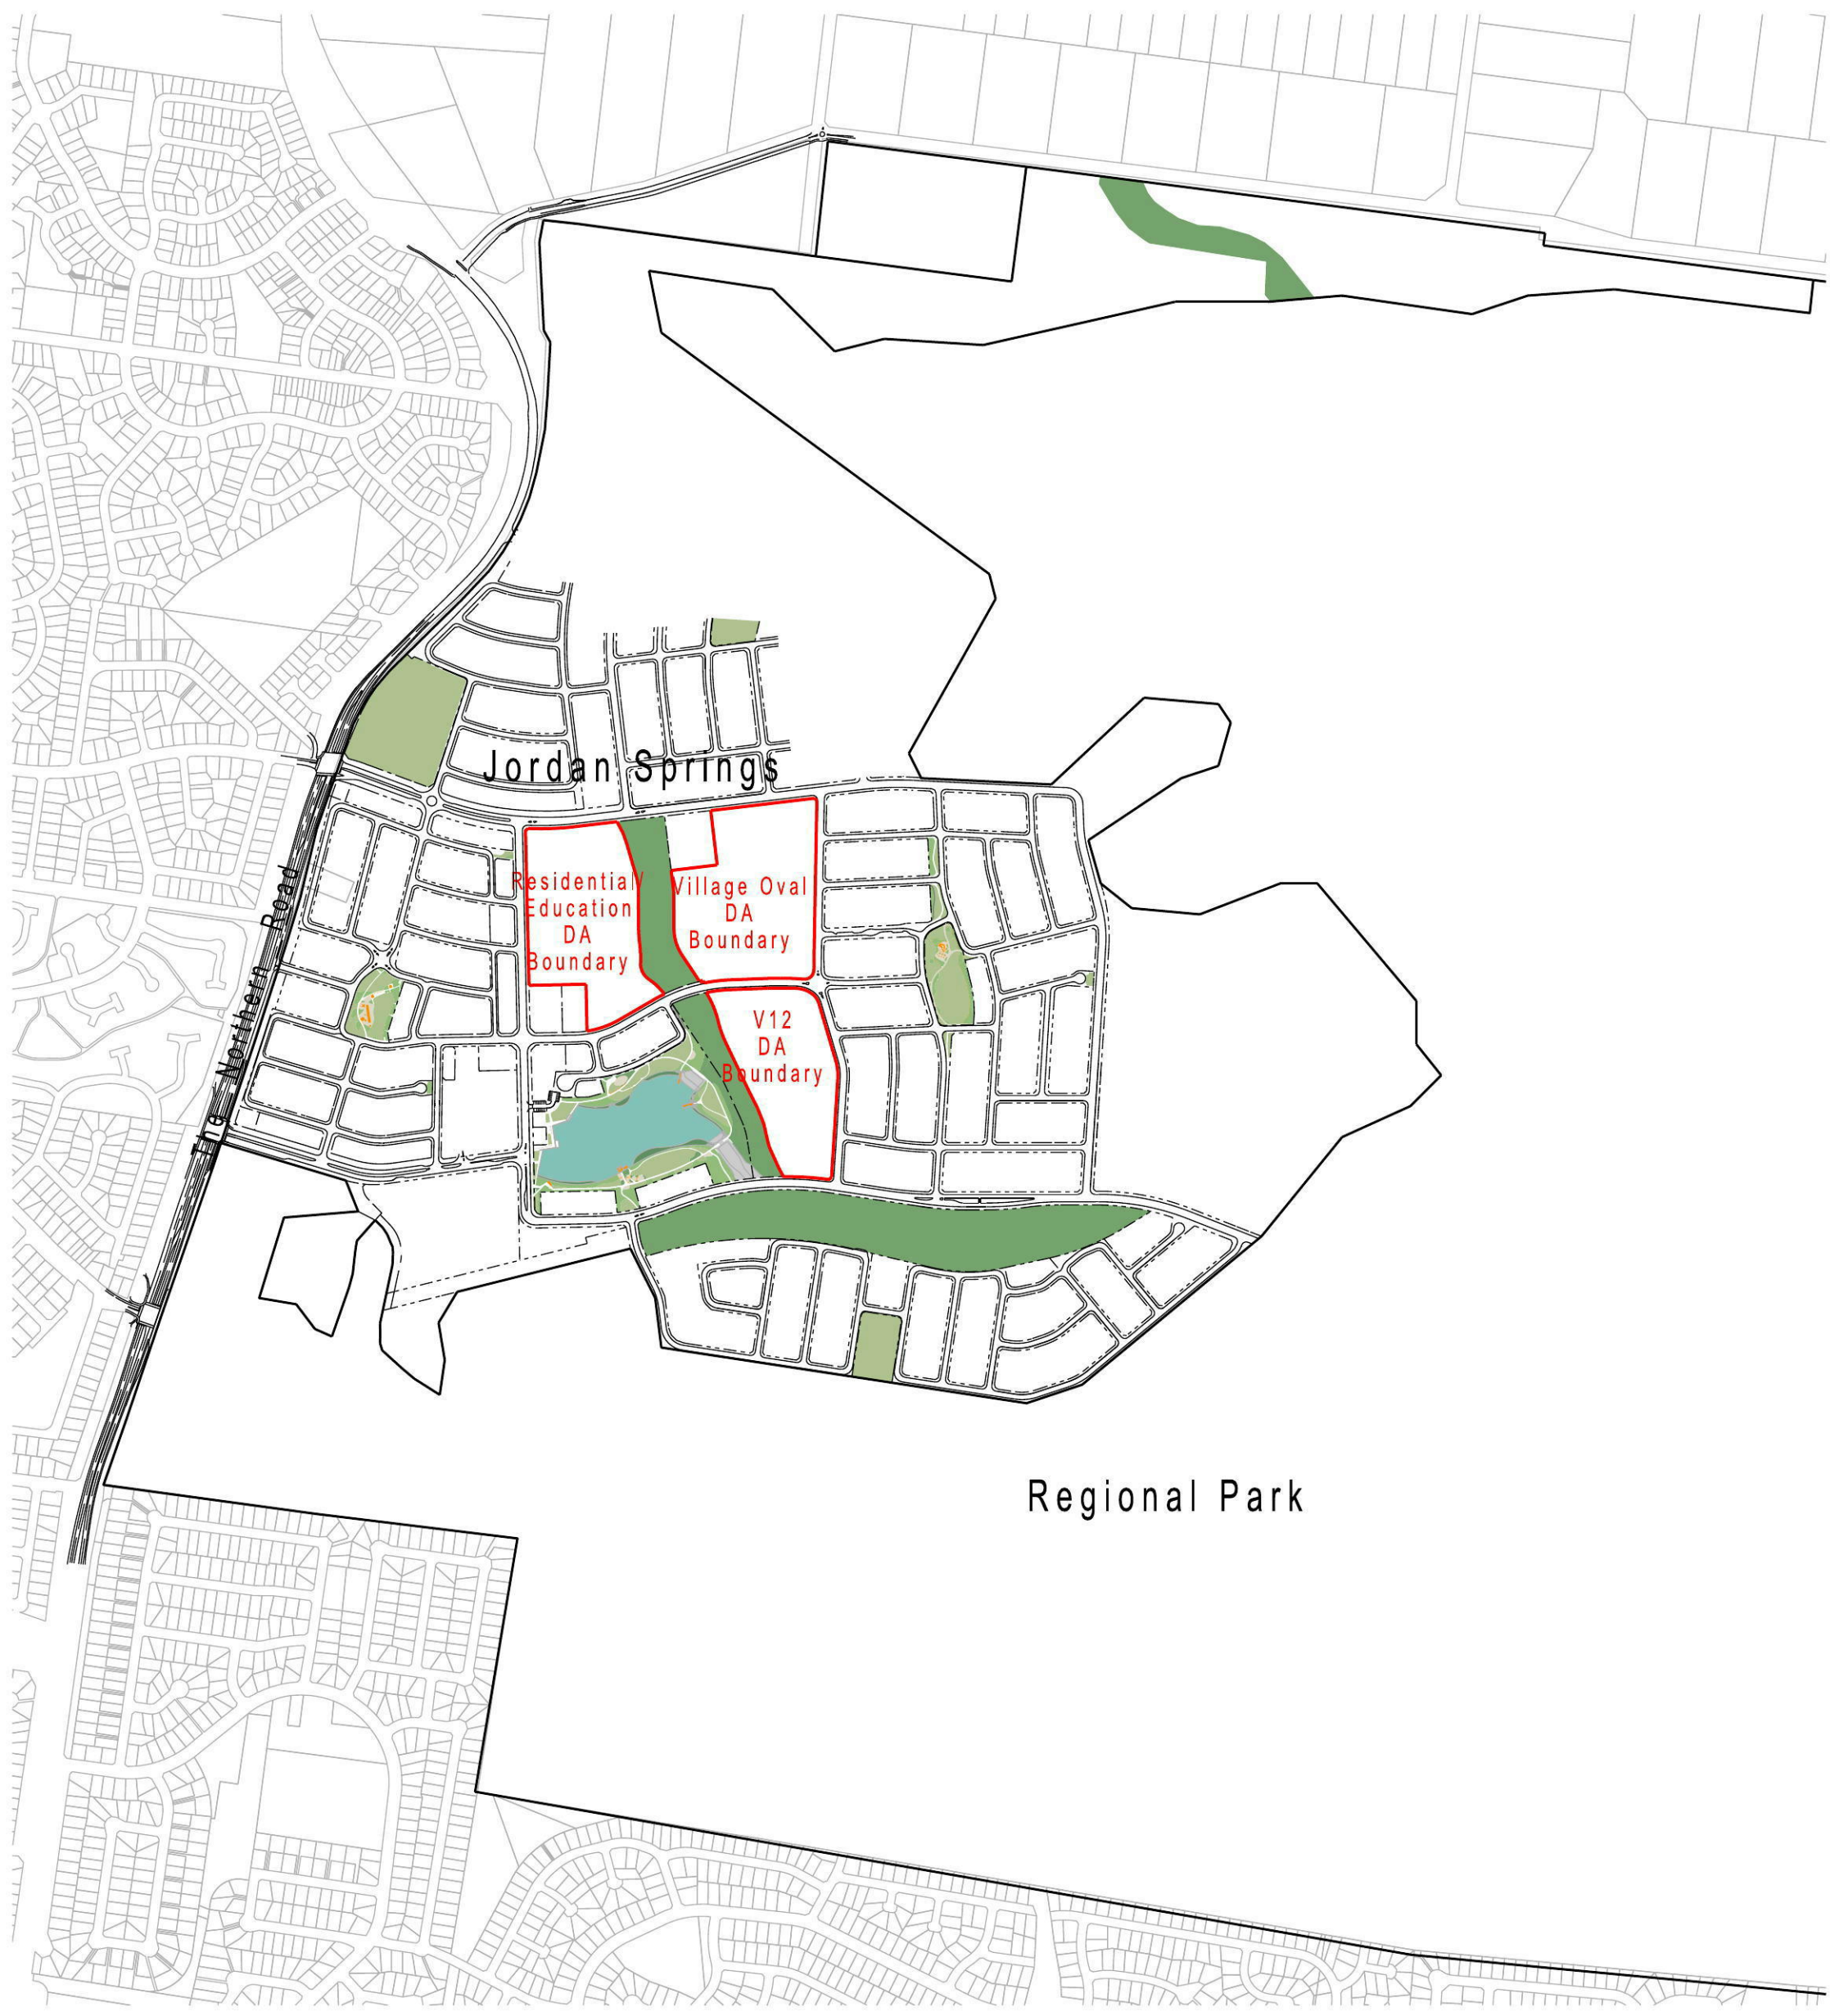 Jordan Springs
Residential/
Education
DA
Boundary
Village Oval
DA
Boundary
V12
DA
Boundary
The Northern Road
Regional Park